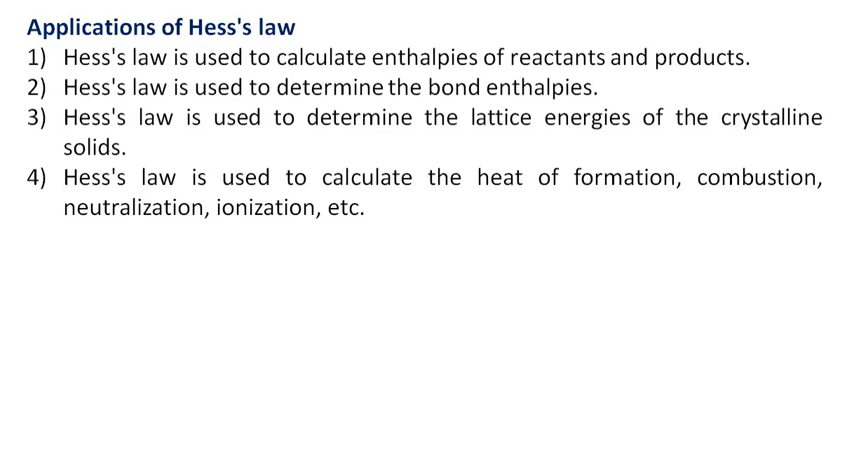 Applications of Hess's law
1) Hess's law is used to calculate enthalpies of reactants and products.
2) Hess's law is used to determine the bond enthalpies.
3) Hess's law is used to determine the lattice energies of the crystalline
solids.
4) Hess's law is used to calculate the heat of formation, combustion,
neutralization, ionization, etc.